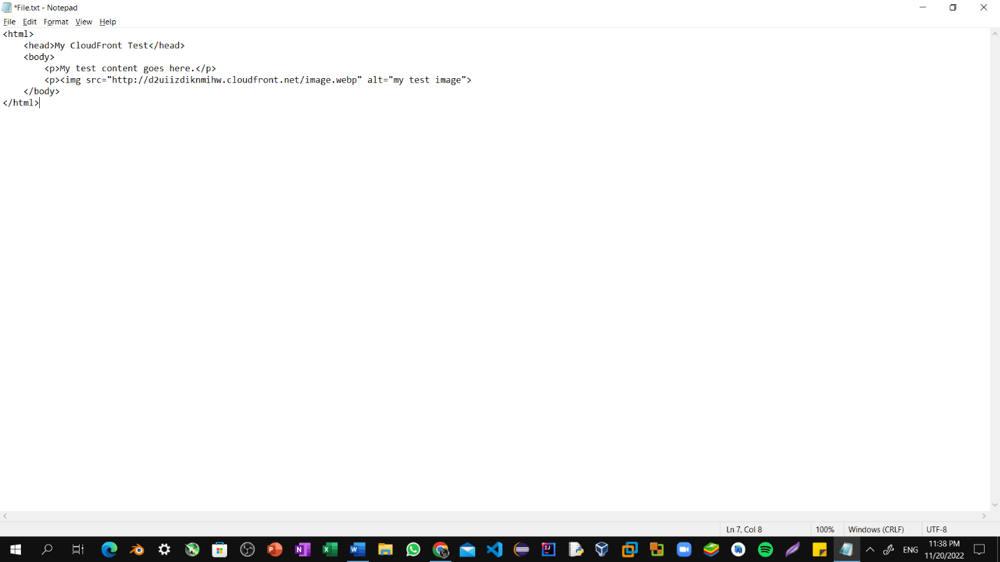 *File.txt - Notepad
File Edit Format View Help
<html>
    <head>My CloudFront Test</head>
    <body>
        <p>My test content goes here.</p>
        <p><img src="http://d2uiizdiknmihw.cloudfront.net/image.webp" alt="my test image">
    </body>
</html>
Ln 7, Col 8 100% Windows (CRLF) UTF-8
ENG
11:38 PM
11/20/2022